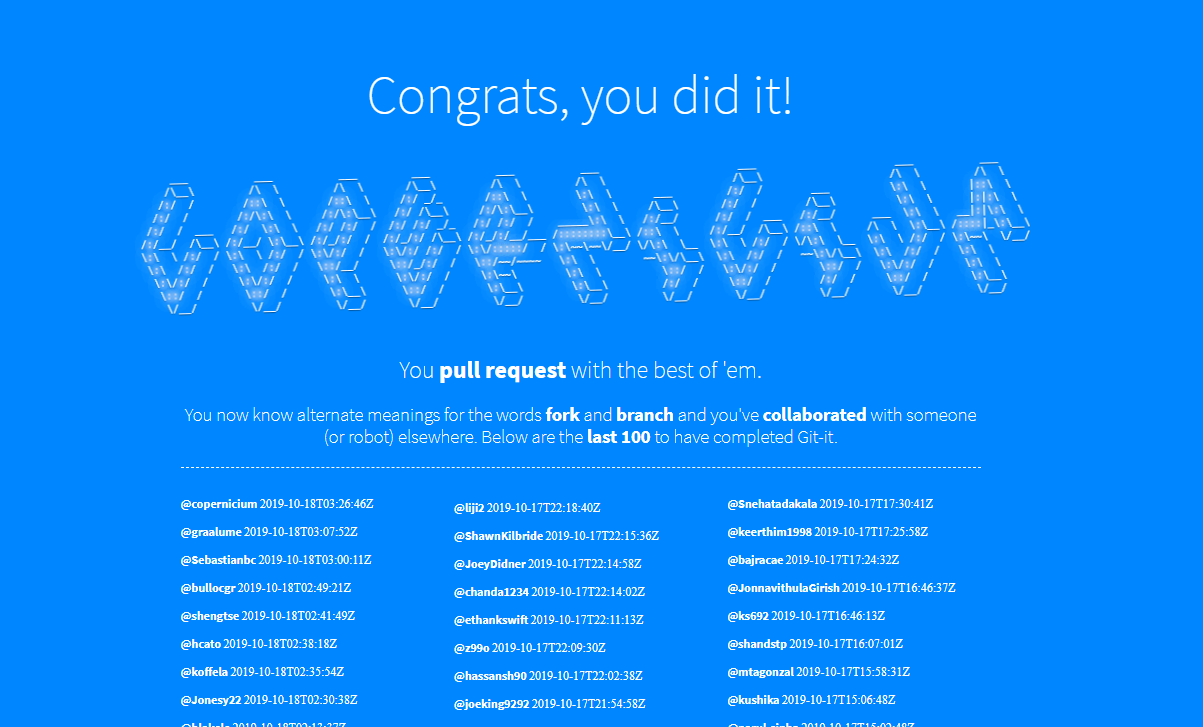 Congrats, you did it!
You pull request with the best of 'em.
You now know alternate meanings for the words fork and branch and you've collaborated with someone
(or robot) elsewhere. Below are the last 100 to have completed Git-it.
@copernicium 2019-10-18T03:26:46Z
@graalume 2019-10-18T03:07:52Z
@Sebastianbc 2019-10-18T03:00:11Z
@bullocgr 2019-10-18T02:49:21Z
@shengtse 2019-10-18T02:41:49Z
@hcato 2019-10-18T02:38:18Z
@koffela 2019-10-18T02:35:54Z
@Jonesy22 2019-10-18T02:30:38Z
@liji2 2019-10-17T22:18:40Z
@ShawnKilbride 2019-10-17T22:15:36Z
@JoeyDidner 2019-10-17T22:14:58Z
@chanda1234 2019-10-17T22:14:02Z
@ethankswift 2019-10-17T22:11:13Z
@z99o 2019-10-17T22:09:30Z
@hassansh90 2019-10-17T22:02:38Z
@joeking9292 2019-10-17T21:54:58Z
@Snehatadakala 2019-10-17T17:30:41Z
@keerthim1998 2019-10-17T17:25:58Z
@bajracae 2019-10-17T17:24:32Z
@JonnavithulaGirish 2019-10-17T16:46:37Z
@ks692 2019-10-17T16:46:13Z
@shandstp 2019-10-17T16:07:01Z
@mtagonzal 2019-10-17T15:58:31Z
@kushika 2019-10-17T15:06:48Z